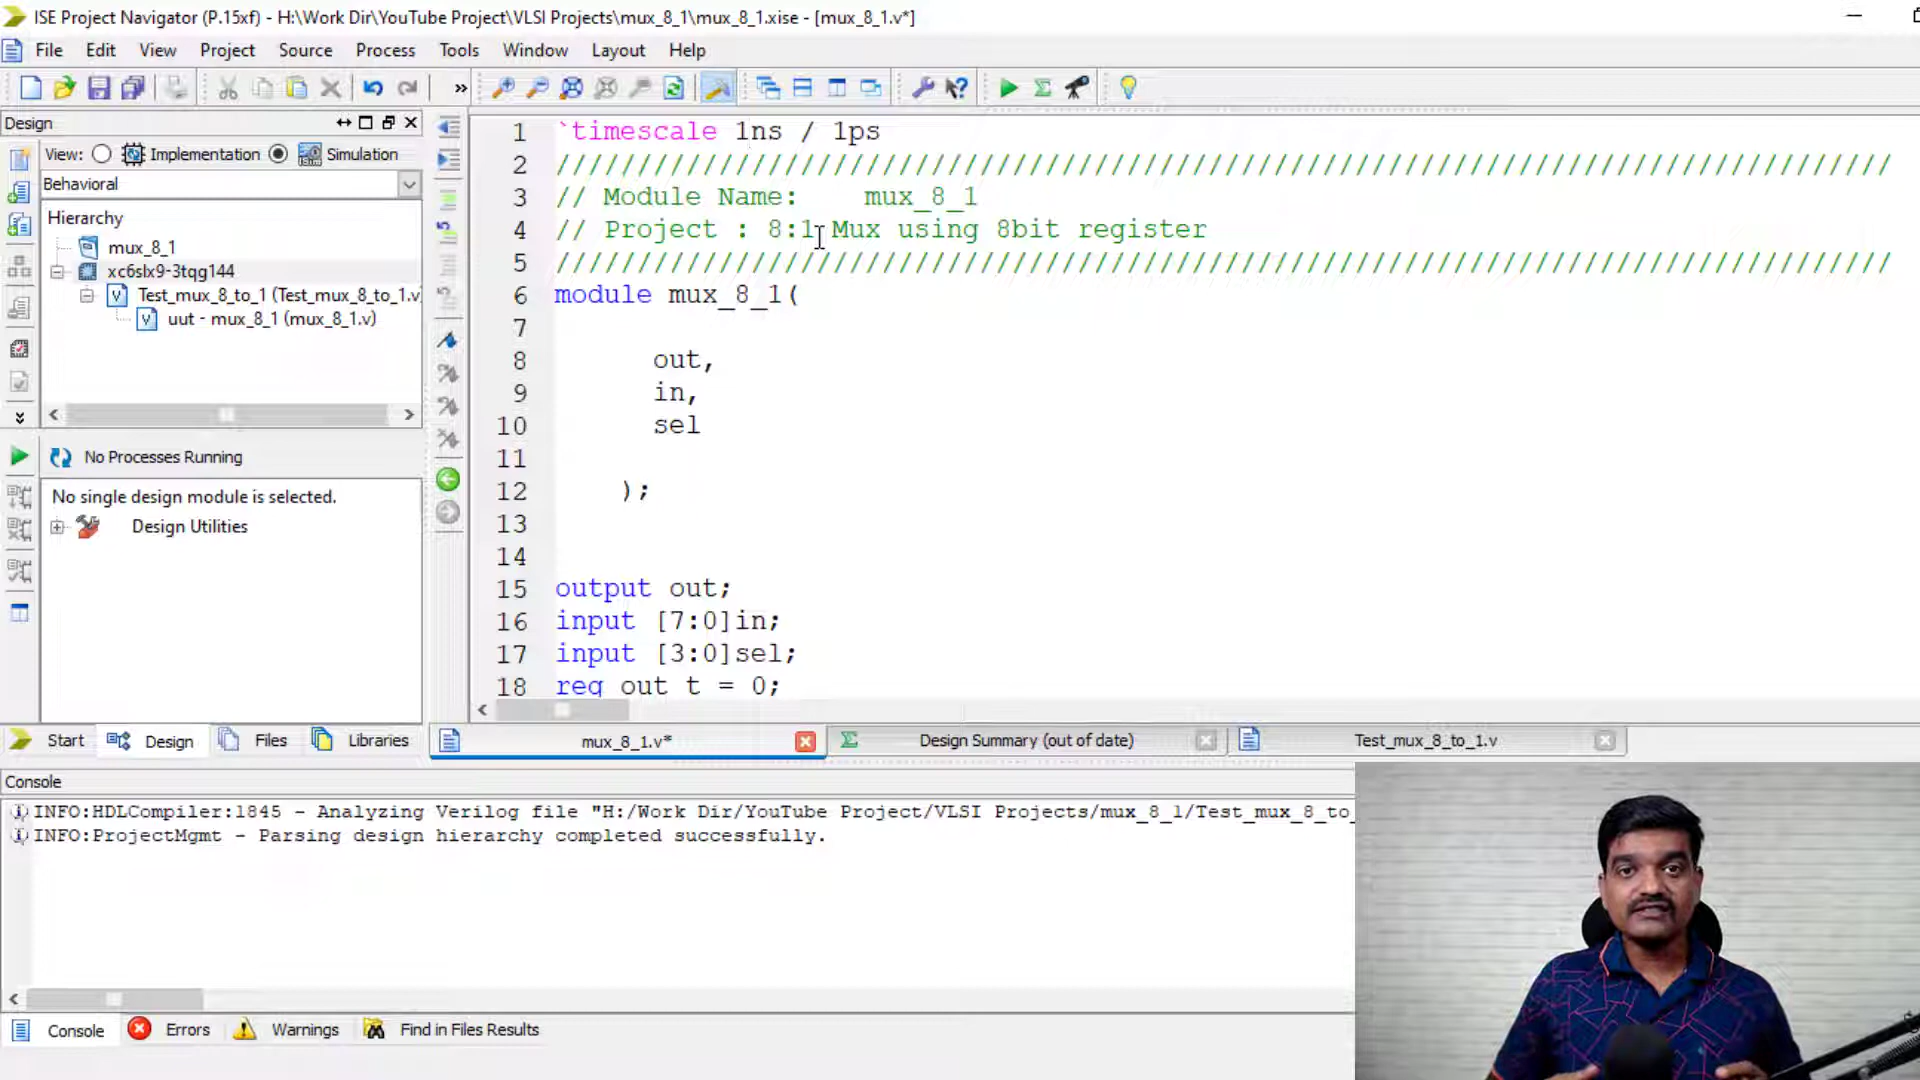 ISE Project Navigator (P.15xf) - H:\Work Dir\YouTube Project\VLSI Projects\mux_8_1\mux_8_1.xise - [mux_8_1.v*]
File Edit View Project Source Process Tools Window Layout Help
Design
View: Implementation Simulation
Behavioral
Hierarchy
mux_8_1
xc6slx9-3tqg144
Test_mux_8_to_1 (Test_mux_8_to_1.v
uut - mux_8_1 (mux_8_1.v)
No Processes Running
No single design module is selected.
Design Utilities
Start Design Files Libraries
1 `timescale 1ns / 1ps
2 //////////////////////////////////////////////////////////////////////////////////
3 // Module Name:    mux_8_1
4 // Project : 8:1 Mux using 8bit register
5 //////////////////////////////////////////////////////////////////////////////////
6 module mux_8_1(
7
8 out,
9 in,
10 sel
11
12 );
13
14
15 output out;
16 input [7:0]in;
17 input [3:0]sel;
18 reg out_t = 0;
mux_8_1.v* Design Summary (out of date) Test_mux_8_to_1.v
Console
INFO:HDLCompiler:1845 - Analyzing Verilog file "H:/Work Dir/YouTube Project/VLSI Projects/mux_8_1/Test_mux_8_to_
INFO:ProjectMgmt - Parsing design hierarchy completed successfully.
Console Errors Warnings Find in Files Results